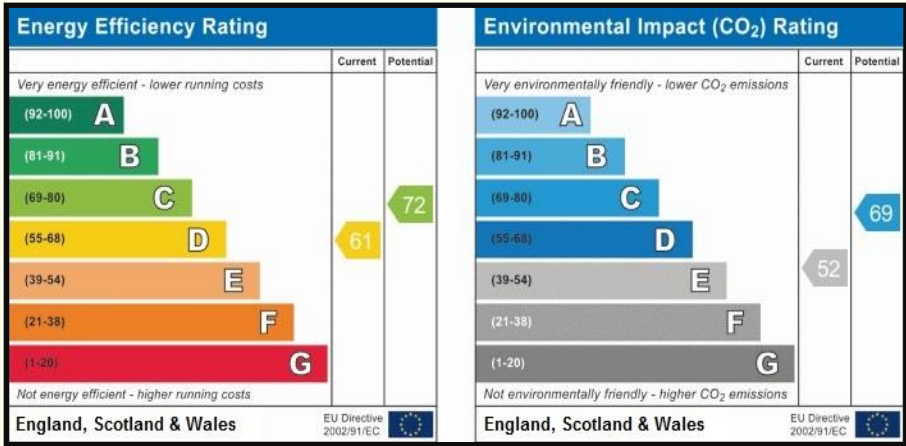 Energy Efficiency Rating
Current Potential
Very energy efficient - lower running costs
(92-100) A
(81-91) B
(69-80) C
72
(55-68) D
61
(39-54) E
(21-38) F
(1-20) G
Not energy efficient - higher running costs
England, Scotland & Wales
EU Directive
2002/91/EC
Environmental Impact (CO₂) Rating
Current Potential
Very environmentally friendly - lower CO₂ emissions
(92-100) A
(81-91) B
(69-80) C
69
(55-68) D
(39-54) E
52
(21-38) F
(1-20) G
Not environmentally friendly - higher CO₂ emissions
England, Scotland & Wales
EU Directive
2002/91/EC